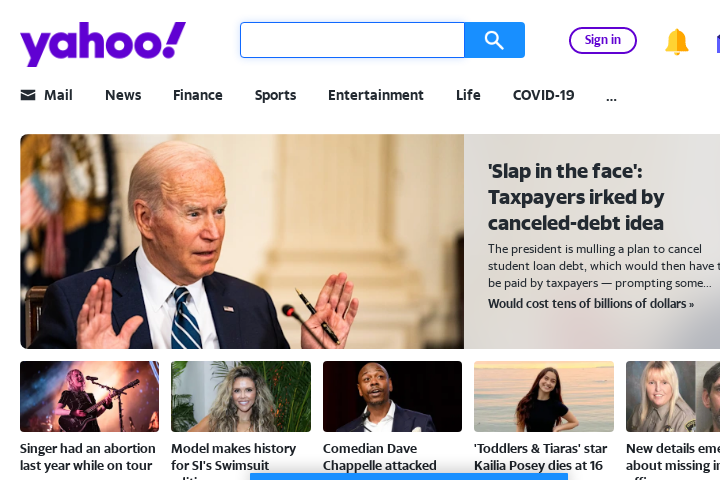 yahoo!
Sign in
Mail News Finance Sports Entertainment Life COVID-19 ...
'Slap in the face':
Taxpayers irked by
canceled-debt idea
The president is mulling a plan to cancel
student loan debt, which would then have
be paid by taxpayers — prompting some...
Would cost tens of billions of dollars »
Singer had an abortion
last year while on tour
Model makes history
for SI's Swimsuit
Comedian Dave
Chappelle attacked
'Toddlers & Tiaras' star
Kailia Posey dies at 16
New details
about missing